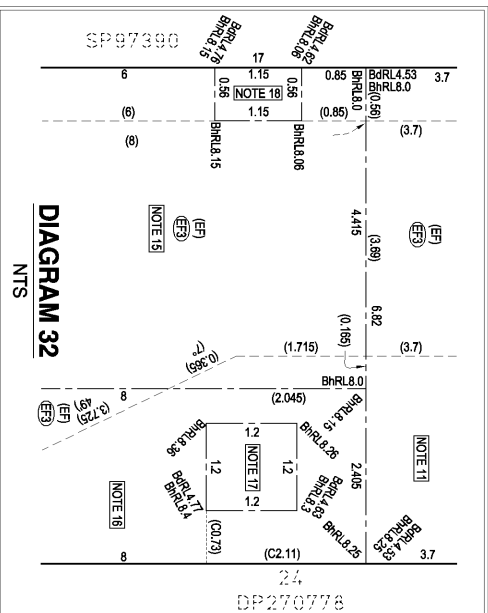 SP97390
BdRL4.76
BhRL8.15
BdRL4.62
BhRL8.06
17
6
1.15
0.85
BhRL8.0
BdRL4.53
BhRL8.0
3.7
0.56
NOTE 18
0.56
(0.56)
(6)
1.15
(0.85)
(3.7)
(8)
BhRL8.15
BhRL8.06
4.415
(3.69)
(EF)
EF3
NOTE 15
(EF)
EF3
DIAGRAM 32
NTS
6.82
(0.165)
(1.715)
(3.7)
(0.365)
(7°
BhRL8.0
8
(2.045)
BhRL8.15
(EF)
EF3
(3.725)
49')
BhRL8.36
1.2
BhRL8.26
NOTE 11
1.2
NOTE 17
1.2
2.405
BdRL4.77
BhRL8.4
1.2
BdRL4.63
BhRL8.3
NOTE 16
BhRL8.25
BdRL4.53
BhRL8.25
(C0.73)
(C2.11)
8
3.7
24
DP270778